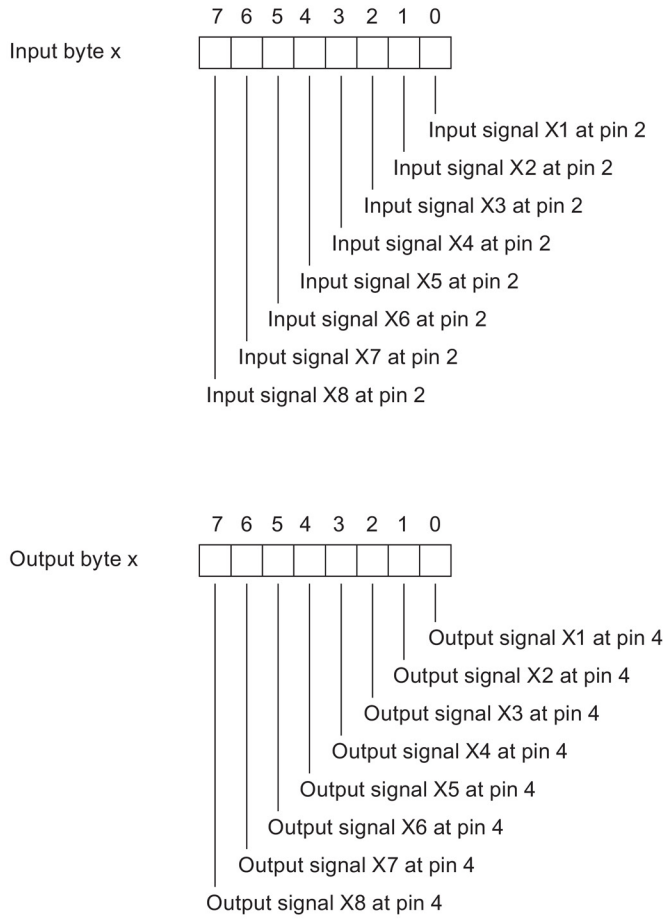 7 6 5 4 3 2 1 0
Input byte x
Input signal X1 at pin 2
Input signal X2 at pin 2
Input signal X3 at pin 2
Input signal X4 at pin 2
Input signal X5 at pin 2
Input signal X6 at pin 2
Input signal X7 at pin 2
Input signal X8 at pin 2
7 6 5 4 3 2 1 0
Output byte x
Output signal X1 at pin 4
Output signal X2 at pin 4
Output signal X3 at pin 4
Output signal X4 at pin 4
Output signal X5 at pin 4
Output signal X6 at pin 4
Output signal X7 at pin 4
Output signal X8 at pin 4